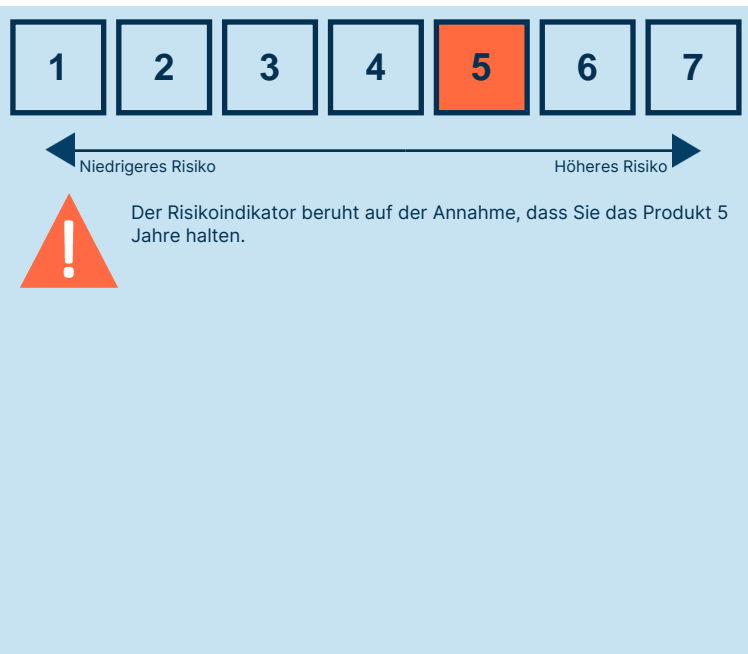 1 2 3 4 5 6 7
Niedrigeres Risiko Höheres Risiko
Der Risikoindikator beruht auf der Annahme, dass Sie das Produkt 5
Jahre halten.
!